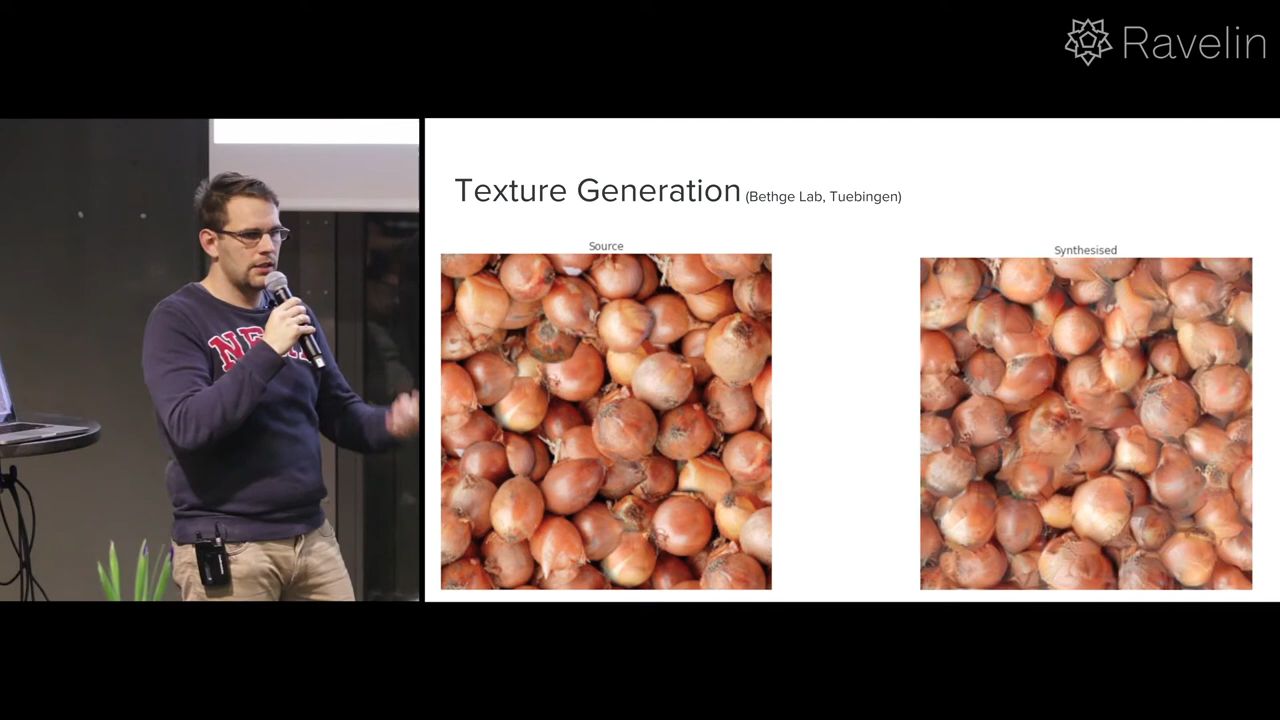 Ravelin
Texture Generation (Bethge Lab, Tuebingen)
Source
Synthesised